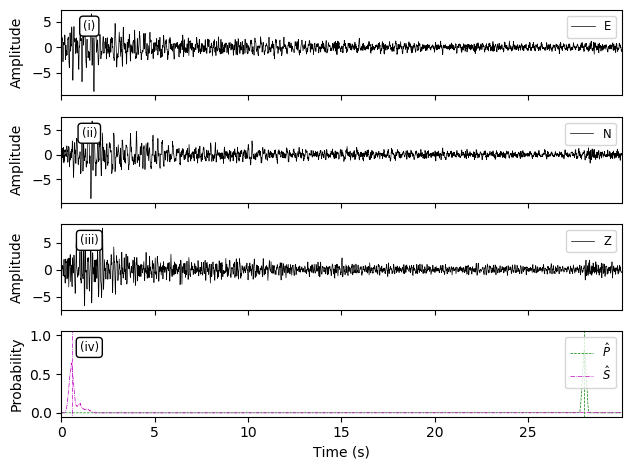 Amplitude
5
0
−5
(i)
E
Amplitude
5
0
−5
(ii)
N
Amplitude
5
0
−5
(iii)
Z
Probability
1.0
0.5
0.0
(iv)
P̂
Ŝ
0 5 10 15 20 25
Time (s)